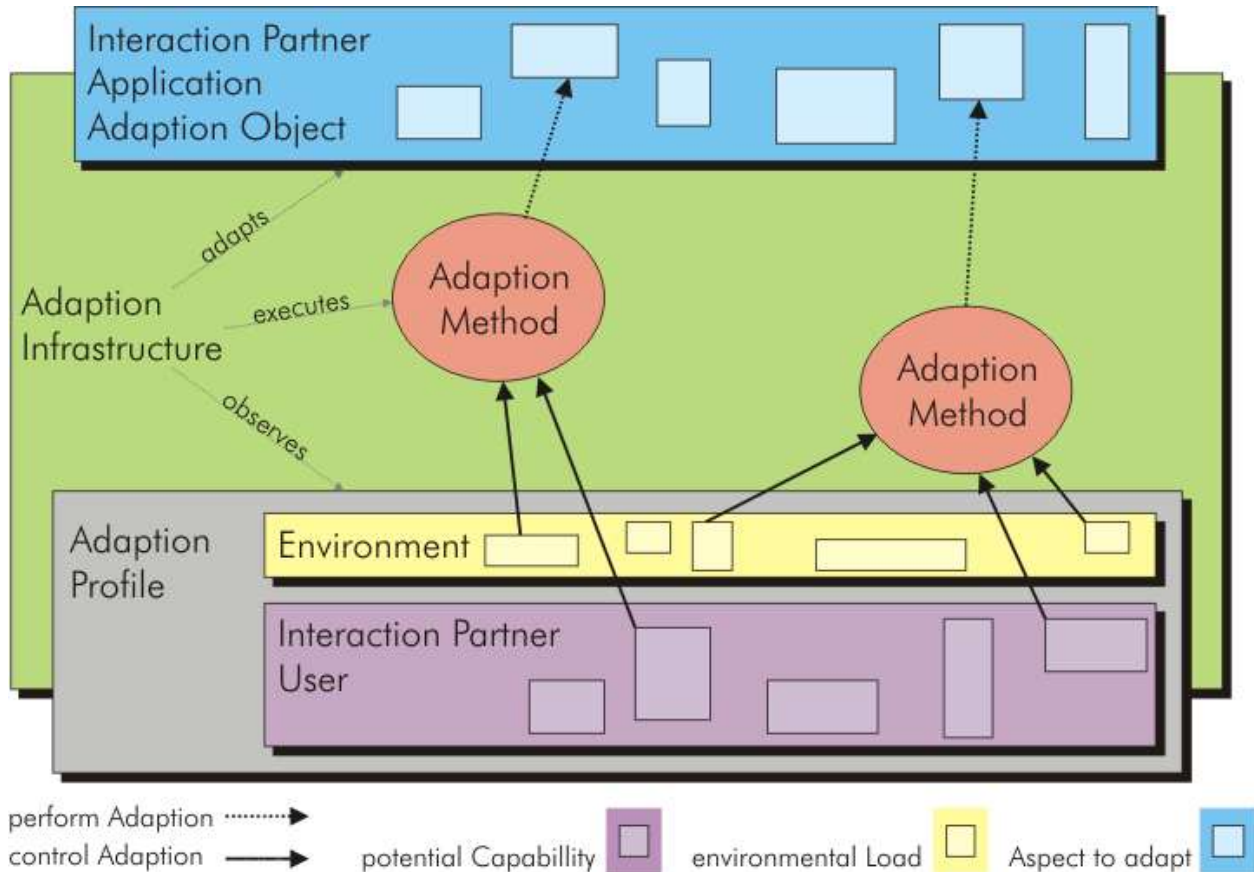 Interaction Partner
Application
Adaption Object
adapts
Adaption
Infrastructure
executes
observes
Adaption
Method
Adaption
Method
Adaption
Profile
Environment
Interaction Partner
User
perform Adaption
control Adaption
potential Capabillity
environmental Load
Aspect to adapt